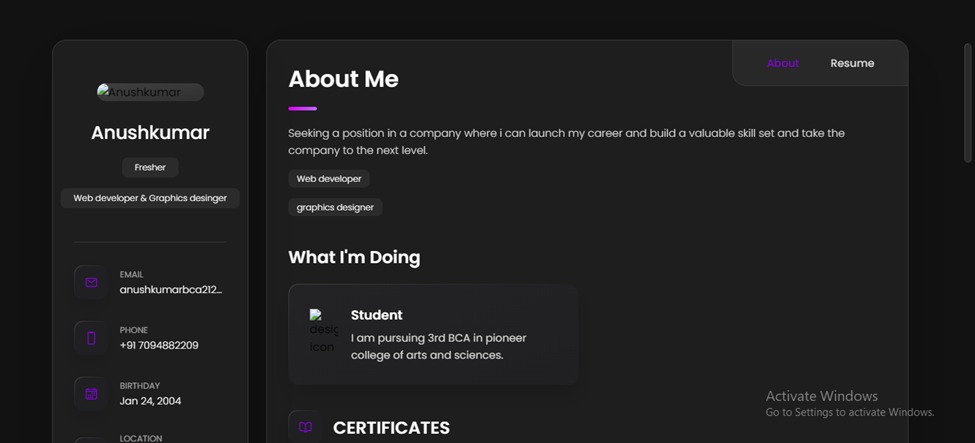 Anushkumar
Anushkumar
Fresher
Web developer & Graphics desinger
EMAIL
anushkumarbca212...
PHONE
+91 7094882209
BIRTHDAY
Jan 24, 2004
LOCATION
About
Resume
About Me
Seeking a position in a company where i can launch my career and build a valuable skill set and take the
company to the next level.
Web developer
graphics designer
What I'm Doing
desig
icon
Student
I am pursuing 3rd BCA in pioneer
college of arts and sciences.
CERTIFICATES
Activate Windows
Go to Settings to activate Windows.